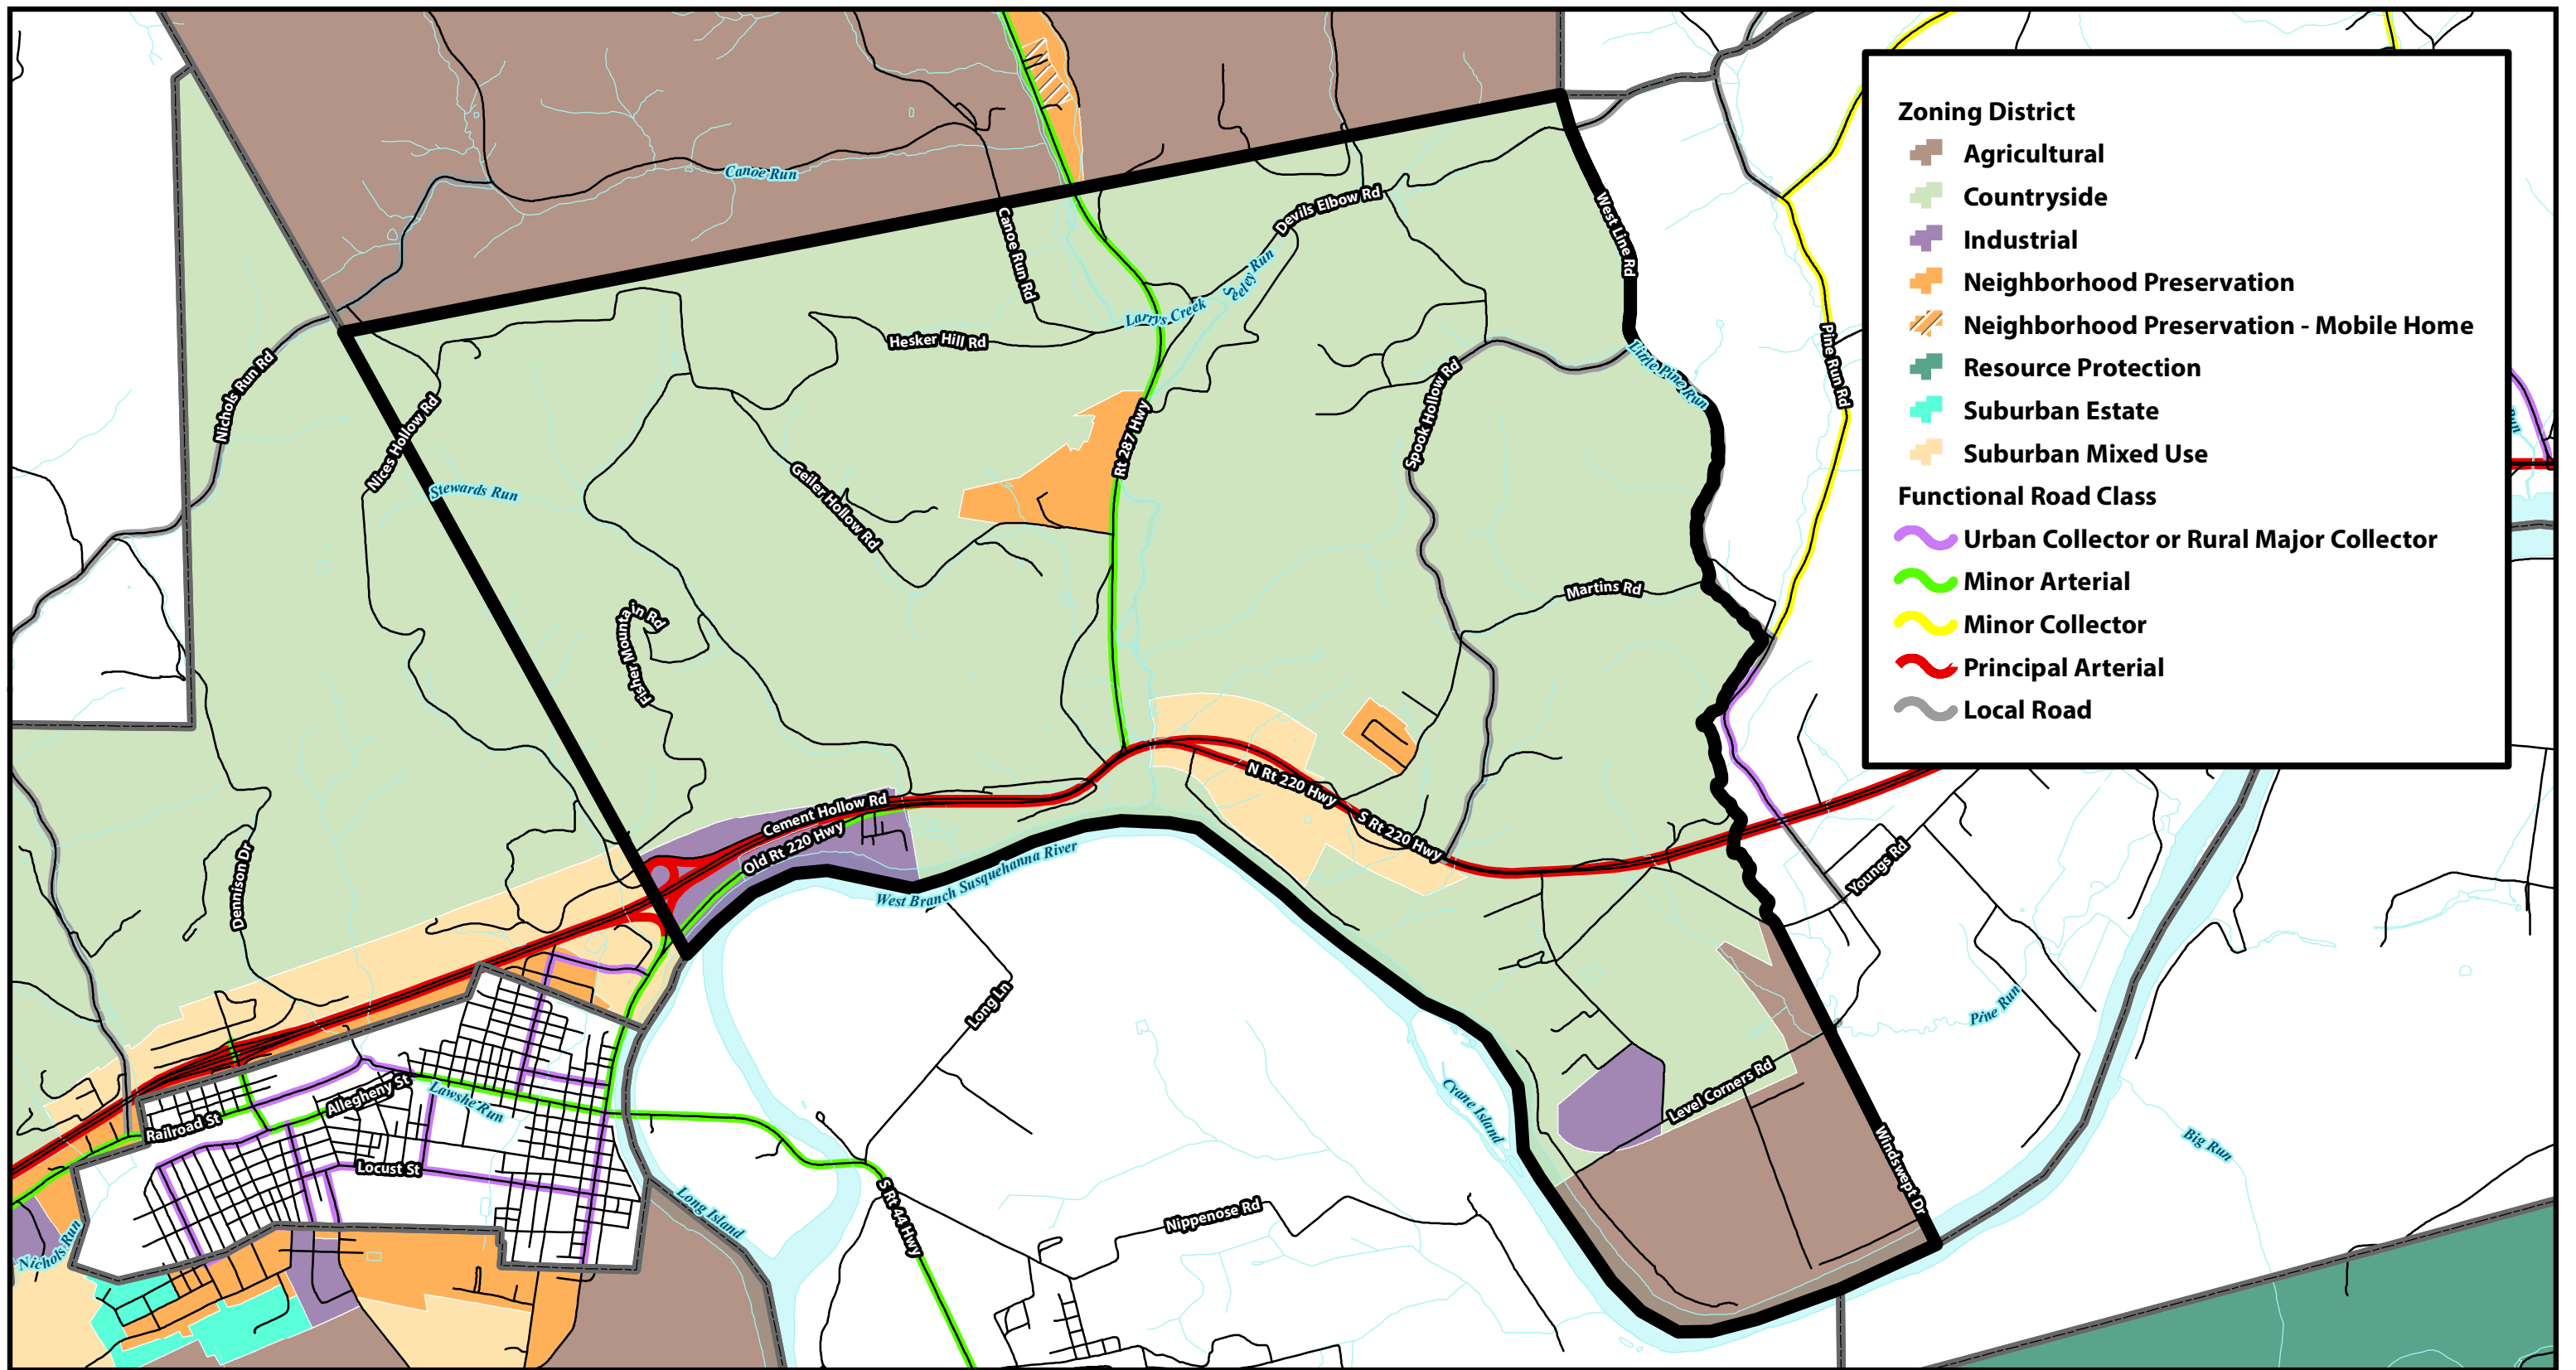 Zoning District
Agricultural
Countryside
Industrial
Neighborhood Preservation
Neighborhood Preservation - Mobile Home
Resource Protection
Suburban Estate
Suburban Mixed Use
Functional Road Class
Urban Collector or Rural Major Collector
Minor Arterial
Minor Collector
Principal Arterial
Local Road
Canoe Run
Canoe Run Rd
Devils Elbow Rd
West Line Rd
Seeley Run
Larrys Creek
Hesker Hill Rd
Nichols Run Rd
Nices Hollow Rd
Little Pine Run
Pine Run Rd
Spook Hollow Rd
Rt 287 Hwy
Stewards Run
Geiler Hollow Rd
Martins Rd
Fisher Mountain Rd
N Rt 220 Hwy
S Rt 220 Hwy
Cement Hollow Rd
Old Rt 220 Hwy
West Branch Susquehanna River
Dennison Dr
Youngs Rd
Long Ln
Pine Run
Level Corners Rd
Crane Island
Windswept Dr
Big Run
Allegheny St
Lawshe Run
Railroad St
Locust St
Long Island
S Rt 44 Hwy
Nippenose Rd
Nichols Run
Run